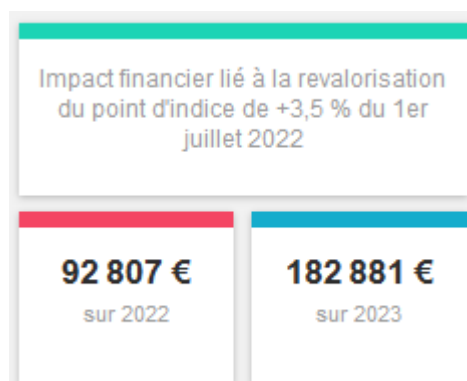 Impact financier lié à la revalorisation
du point d'indice de +3,5 % du 1er
juillet 2022
92 807 €
182 881 €
sur 2022
sur 2023